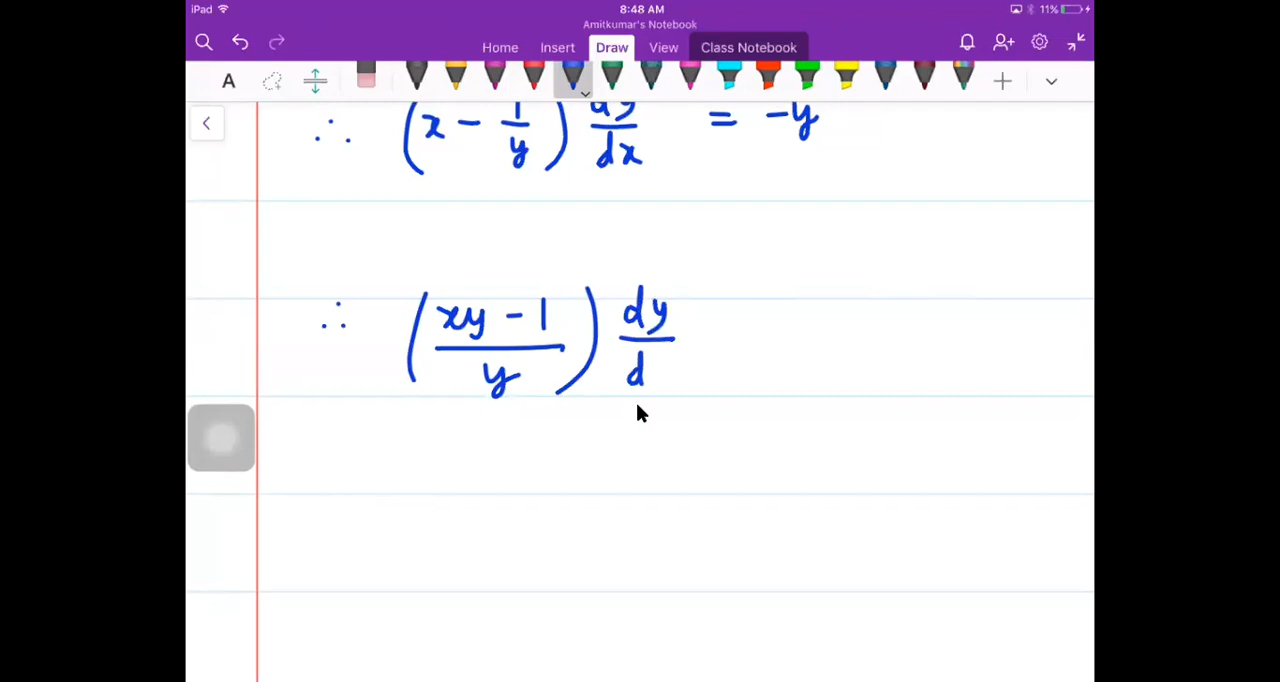 iPad 8:48 AM 11%
Amitkumar's Notebook
Home Insert Draw View Class Notebook
A
∴ (x - 1/y) dy/dx = -y
∴ ((xy - 1)/y) dy/d